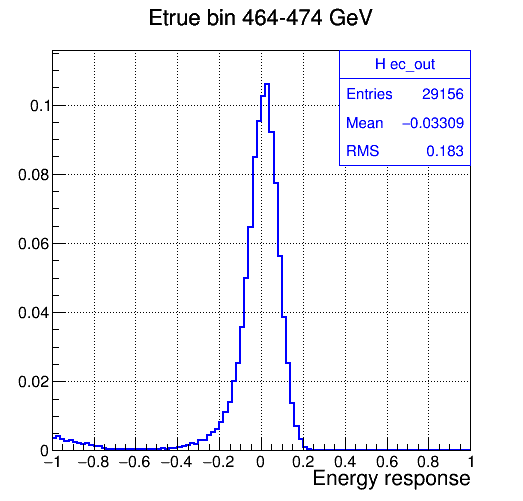 Etrue bin 464-474 GeV
H ec_out
Entries 29156
Mean −0.03309
RMS 0.183
0.1
0.08
0.06
0.04
0.02
0
−1 −0.8 −0.6 −0.4 −0.2 0 0.2 0.4 0.6 0.8 1
Energy response